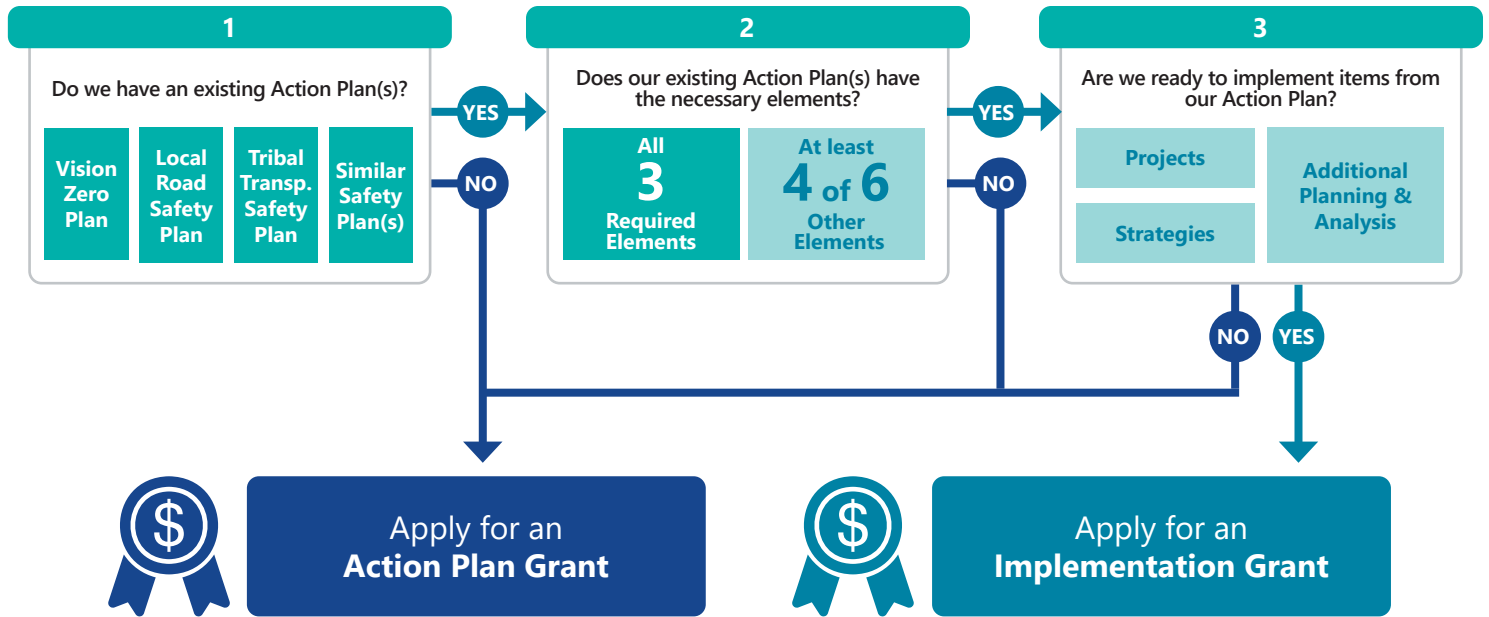 1
Do we have an existing Action Plan(s)?
Vision
Zero
Plan
Local
Road
Safety
Plan
Tribal
Transp.
Safety
Plan
Similar
Safety
Plan(s)
YES
NO
2
Does our existing Action Plan(s) have
the necessary elements?
All
3
Required
Elements
At least
4 of 6
Other
Elements
YES
NO
3
Are we ready to implement items from
our Action Plan?
Projects
Strategies
Additional
Planning &
Analysis
NO
YES
$
Apply for an
Action Plan Grant
$
Apply for an
Implementation Grant